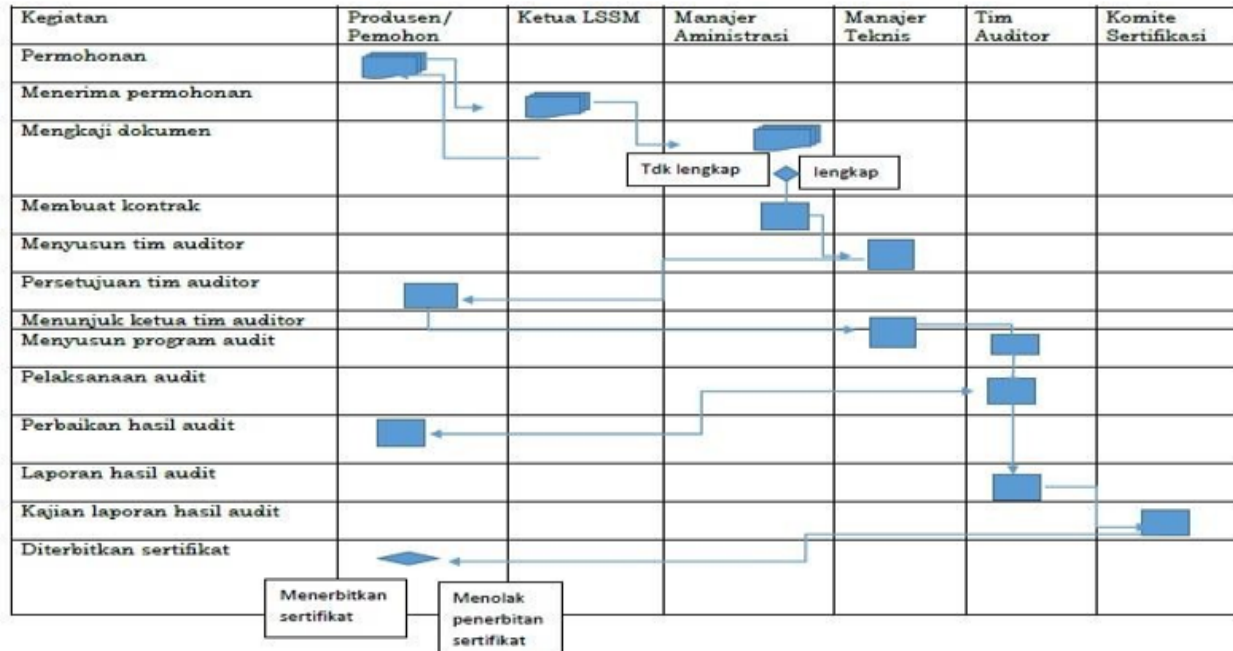 Kegiatan
Produsen/
Pemohon
Ketua LSSM
Manajer
Aministrasi
Manajer
Teknis
Tim
Auditor
Komite
Sertifikasi
Permohonan
Menerima permohonan
Mengkaji dokumen
Tdk lengkap
lengkap
Membuat kontrak
Menyusun tim auditor
Persetujuan tim auditor
Menunjuk ketua tim auditor
Menyusun program audit
Pelaksanaan audit
Perbaikan hasil audit
Laporan hasil audit
Kajian laporan hasil audit
Diterbitkan sertifikat
Menerbitkan
sertifikat
Menolak
penerbitan
sertifikat